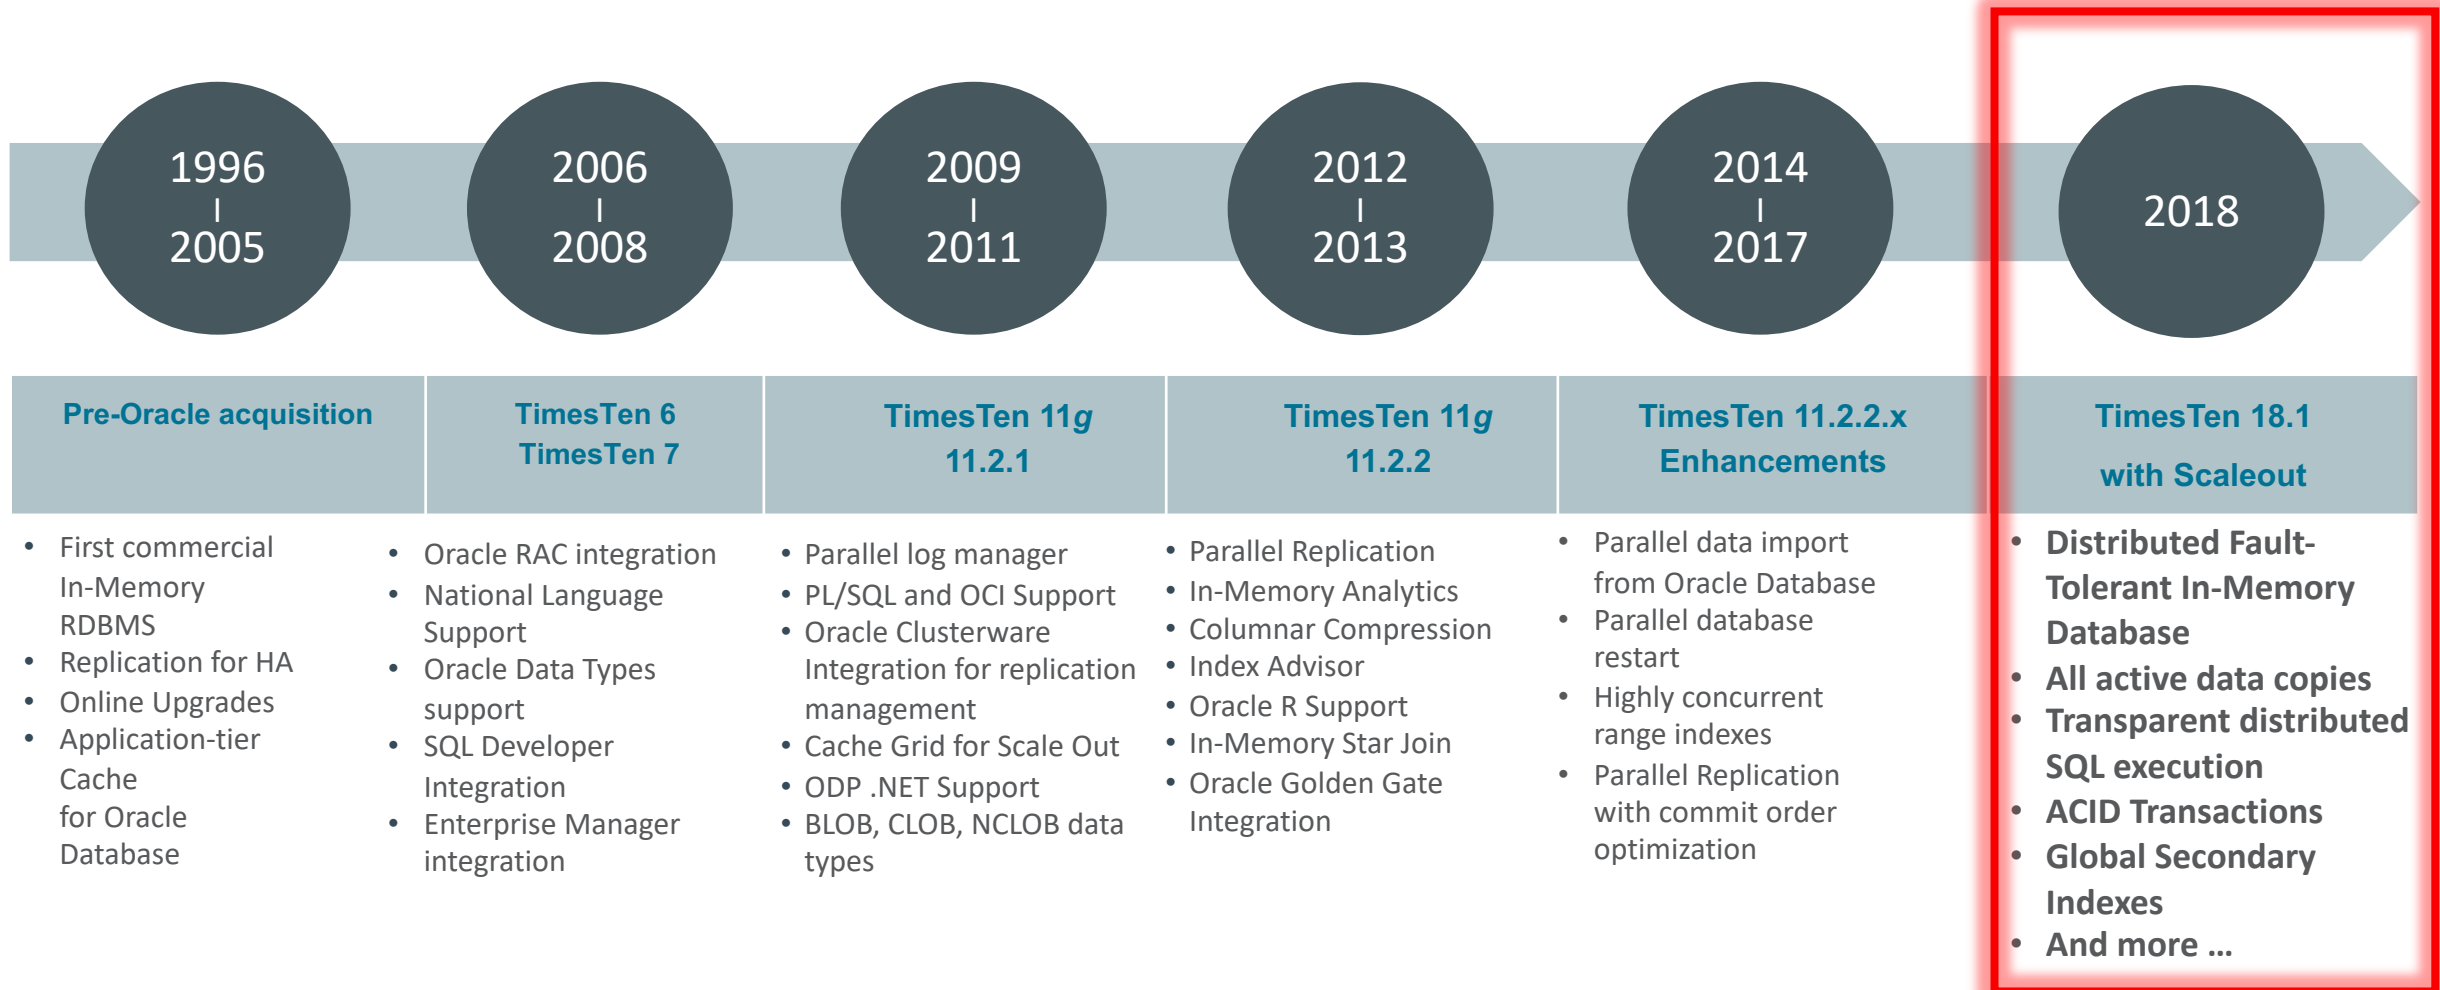 1996
–
2005
2006
–
2008
2009
–
2011
2012
–
2013
2014
–
2017
2018
Pre-Oracle acquisition
TimesTen 6
TimesTen 7
TimesTen 11g
11.2.1
TimesTen 11g
11.2.2
TimesTen 11.2.2.x
Enhancements
TimesTen 18.1
with Scaleout
• First commercial
In-Memory
RDBMS
• Replication for HA
• Online Upgrades
• Application-tier
Cache
for Oracle
Database
• Oracle RAC integration
• National Language
Support
• Oracle Data Types
support
• SQL Developer
Integration
• Enterprise Manager
integration
• Parallel log manager
• PL/SQL and OCI Support
• Oracle Clusterware
Integration for replication
management
• Cache Grid for Scale Out
• ODP .NET Support
• BLOB, CLOB, NCLOB data
types
• Parallel Replication
• In-Memory Analytics
• Columnar Compression
• Index Advisor
• Oracle R Support
• In-Memory Star Join
• Oracle Golden Gate
Integration
• Parallel data import
from Oracle Database
• Parallel database
restart
• Highly concurrent
range indexes
• Parallel Replication
with commit order
optimization
• Distributed Fault-
Tolerant In-Memory
Database
• All active data copies
• Transparent distributed
SQL execution
• ACID Transactions
• Global Secondary
Indexes
• And more ...